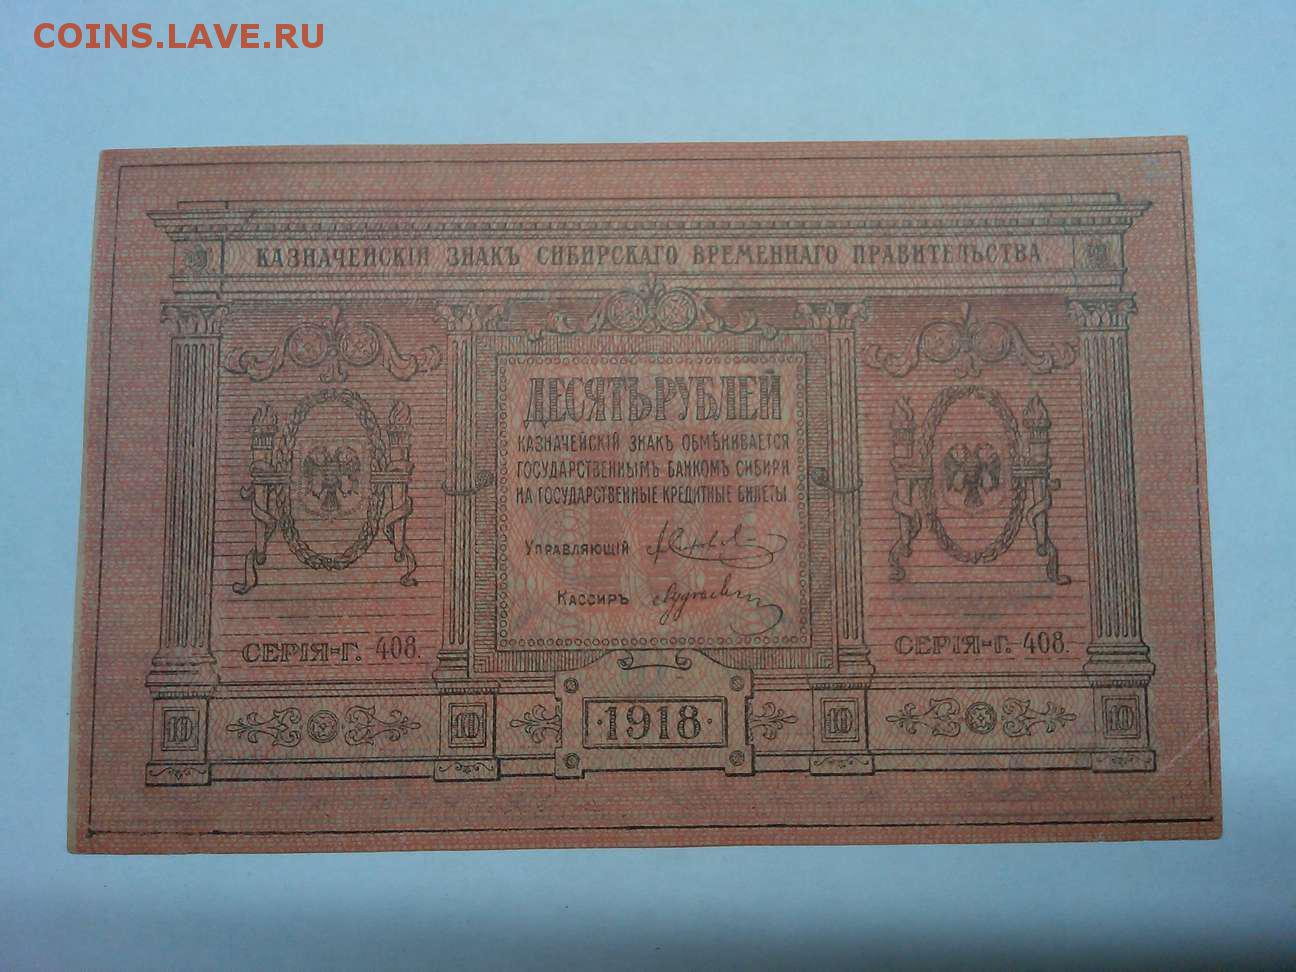 COINS.LAVE.RU
КАЗНАЧЕЙСКІЙ ЗНАКЪ СИБИРСКАГО ВРЕМЕННАГО ПРАВИТЕЛЬСТВА.
ДЕСЯТЬ РУБЛЕЙ
КАЗНАЧЕЙСКІЙ ЗНАКЪ ОБМѢНИВАЕТСЯ
ГОСУДАРСТВЕННЫМЪ БАНКОМЪ СИБИРИ
НА ГОСУДАРСТВЕННЫЕ КРЕДИТНЫЕ БИЛЕТЫ
УПРАВЛЯЮЩІЙ
КАССИРЪ
СЕРІЯ-Г. 408.
СЕРІЯ-Г. 408.
10
10
·1918·
10
10